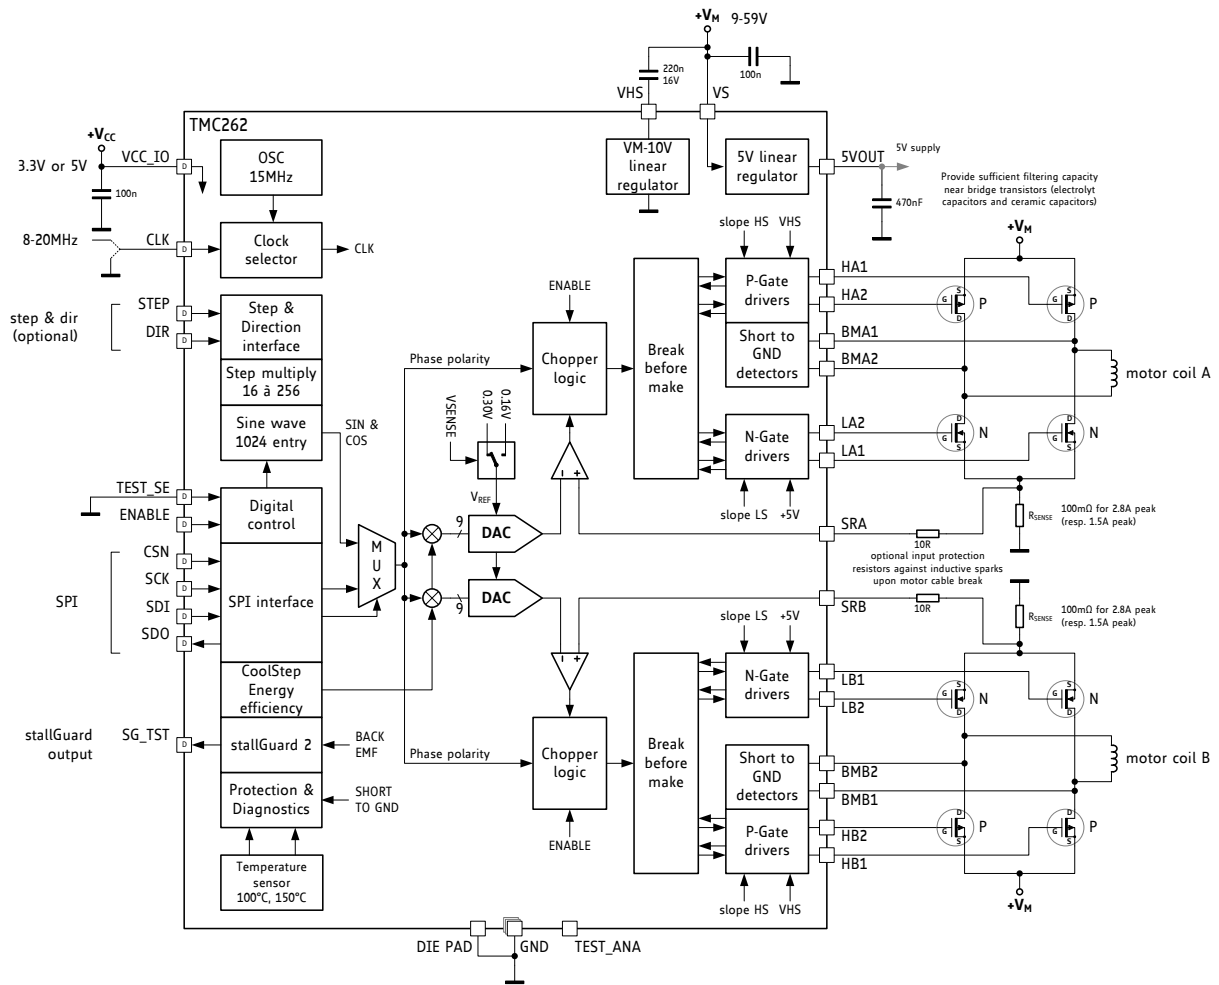 +VM 9-59V
220n
16V
100n
VHS
VS
TMC262
+VCC
3.3V or 5V
VCC_IO
D
100n
OSC
15MHz
VM-10V
linear
regulator
5V linear
regulator
5VOUT
5V supply
470nF
Provide sufficient filtering capacity
near bridge transistors (electrolyt
capacitors and ceramic capacitors)
+VM
8-20MHz
CLK
D
Clock
selector
CLK
slope HS
VHS
step & dir
(optional)
STEP
D
DIR
D
Step &
Direction
interface
Step multiply
16 à 256
Sine wave
1024 entry
SIN &
COS
Phase polarity
ENABLE
Chopper
logic
Break
before
make
P-Gate
drivers
Short to
GND
detectors
N-Gate
drivers
HA1
HA2
BMA1
BMA2
LA2
LA1
S
G
D
P
S
G
D
P
motor coil A
D
G
S
N
D
G
S
N
VSENSE
0.30V
0.16V
VREF
slope LS
+5V
TEST_SE
D
ENABLE
D
Digital
control
SPI
CSN
D
SCK
D
SDI
D
SDO
D
SPI interface
M
U
X
9
DAC
9
DAC
SRA
10R
RSENSE
100mΩ for 2.8A peak
(resp. 1.5A peak)
optional input protection
resistors against inductive sparks
upon motor cable break
SRB
10R
RSENSE
100mΩ for 2.8A peak
(resp. 1.5A peak)
CoolStep
Energy
efficiency
stallGuard
output
SG_TST
D
stallGuard 2
BACK
EMF
Protection &
Diagnostics
SHORT
TO GND
Temperature
sensor
100°C, 150°C
Phase polarity
Chopper
logic
ENABLE
Break
before
make
slope LS
+5V
N-Gate
drivers
Short to
GND
detectors
P-Gate
drivers
LB1
LB2
BMB2
BMB1
HB2
HB1
S
G
D
N
S
G
D
N
motor coil B
D
G
S
P
D
G
S
P
slope HS
VHS
+VM
DIE PAD
GND
TEST_ANA